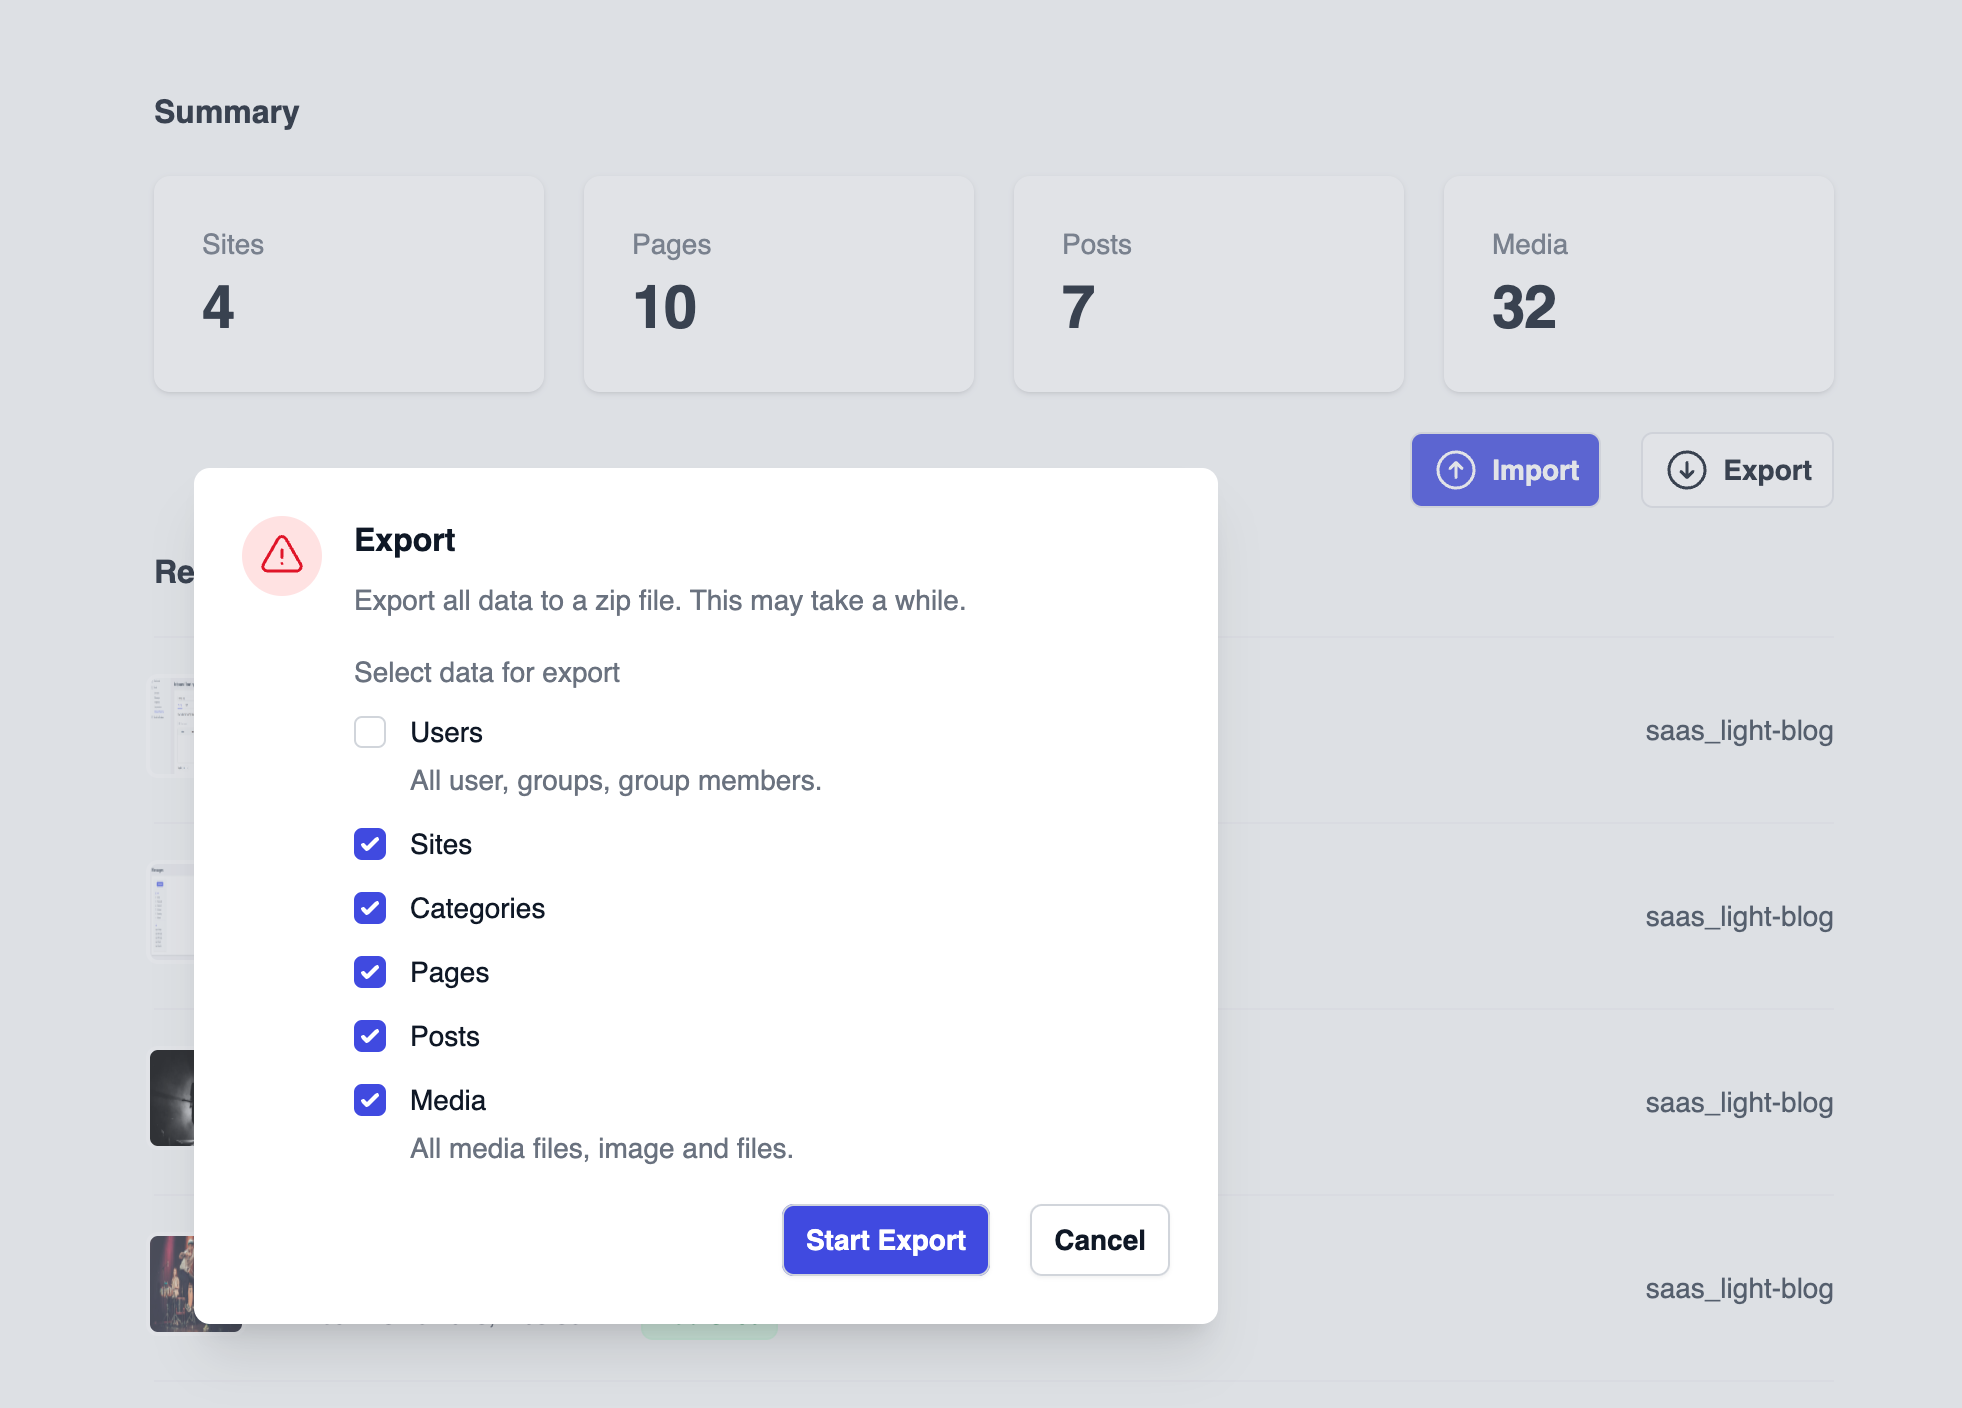 Summary
Sites
4
Pages
10
Posts
7
Media
32
Import
Export
Export
Export all data to a zip file. This may take a while.
Select data for export
Users
All user, groups, group members.
Sites
Categories
Pages
Posts
Media
All media files, image and files.
Start Export
Cancel
Re
saas_light-blog
saas_light-blog
saas_light-blog
saas_light-blog